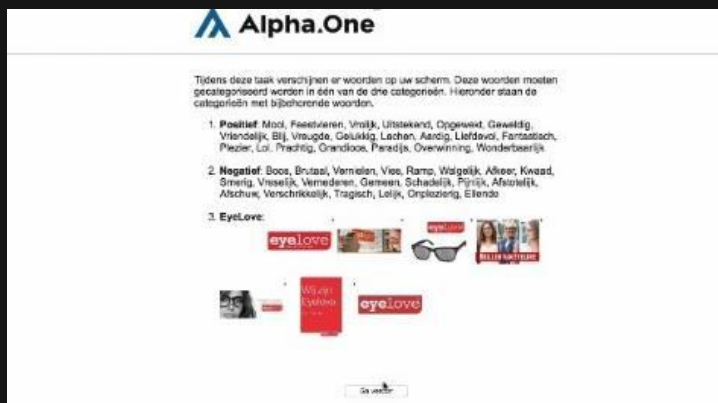 Alpha.One
Tijdens deze taak verschijnen er woorden op uw scherm. Deze woorden moeten
gecategoriseerd worden in één van de drie categorieën. Hieronder staan de
categorieën met bijbehorende woorden.
1. Positief: Mooi, Feestvieren, Vrolijk, Uitstekend, Opgewekt, Geweldig,
Vriendelijk, Blij, Vreugde, Gelukkig, Lachen, Aardig, Liefdevol, Fantastisch,
Plezier, Lol, Prachtig, Grandioos, Paradijs, Overwinning, Wonderbaarlijk
2. Negatief: Boos, Brutaal, Vernielen, Vies, Ramp, Walgelijk, Afkeer, Kwaad,
Smerig, Vreselijk, Vernederen, Gemeen, Schadelijk, Pijnlijk, Afstotelijk,
Afschuw, Verschrikkelijk, Tragisch, Lelijk, Onplezierig, Ellende
3. EyeLove:
eyelove
eyelove
Wij zijn
Eyelove
eyelove
Ga verder